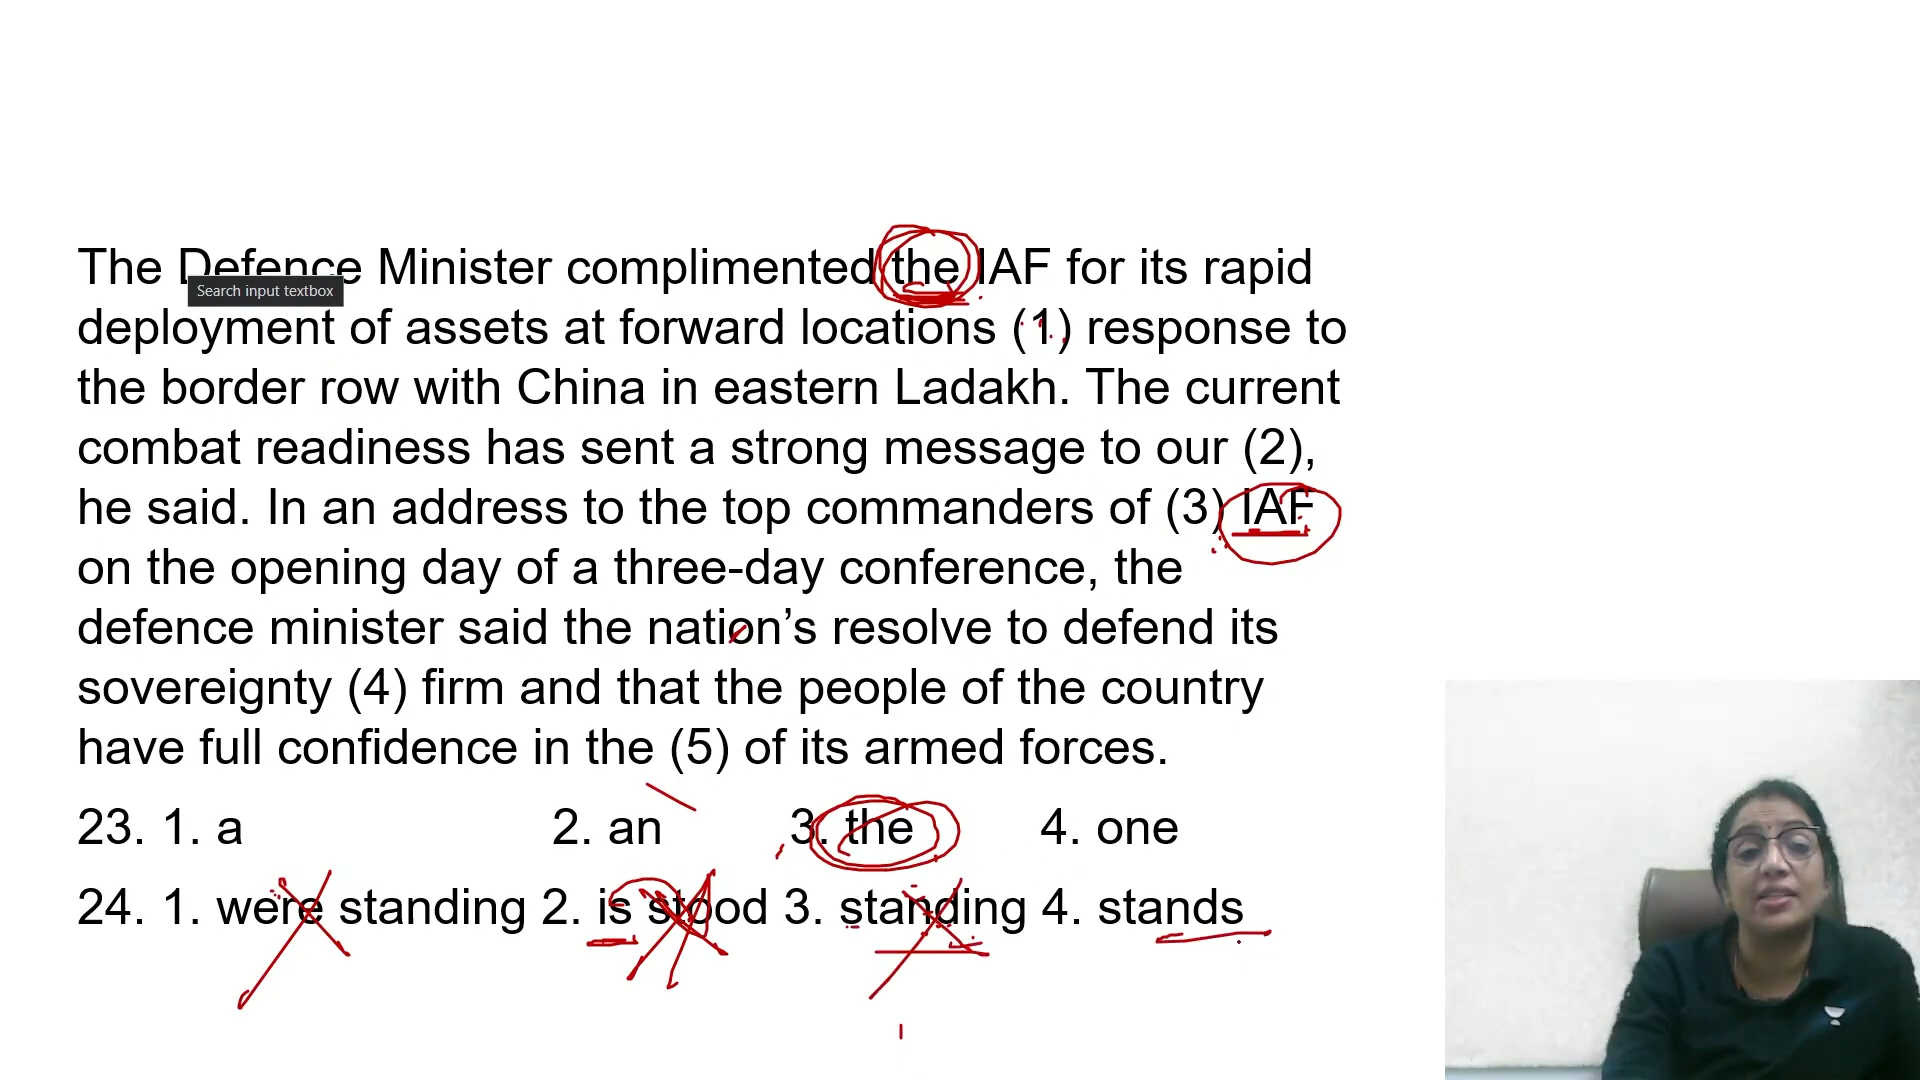 The Defence Minister complimented the IAF for its rapid
Search input textbox
deployment of assets at forward locations (1) response to
the border row with China in eastern Ladakh. The current
combat readiness has sent a strong message to our (2),
he said. In an address to the top commanders of (3) IAF
on the opening day of a three-day conference, the
defence minister said the nation’s resolve to defend its
sovereignty (4) firm and that the people of the country
have full confidence in the (5) of its armed forces.
23. 1. a 2. an 3. the 4. one
24. 1. were standing 2. is stood 3. standing 4. stands